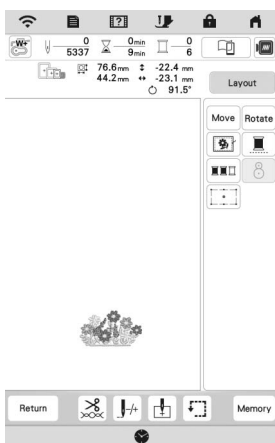 W+
0
5337
0min
9min
0
6
76.6mm ↕ -22.4 mm
44.2mm ↔ -23.1 mm
91.5°
Layout
Move Rotate
Return
-/+
Memory